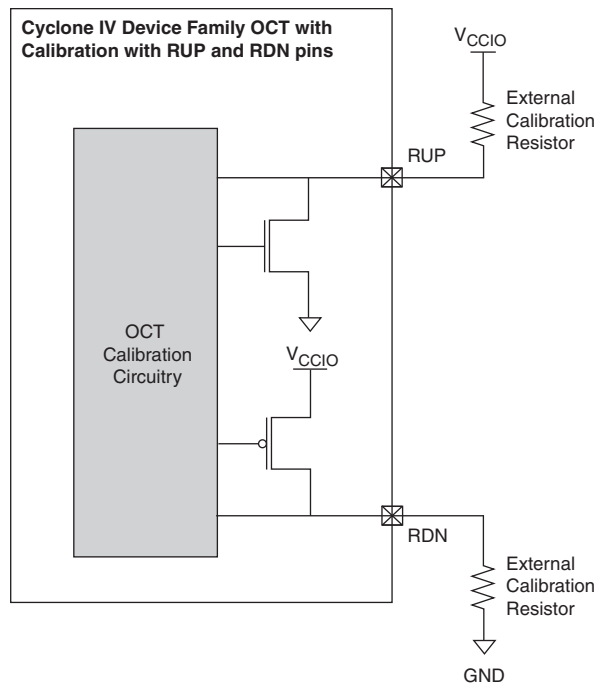 Cyclone IV Device Family OCT with
Calibration with RUP and RDN pins
VCCIO
External
Calibration
Resistor
RUP
OCT
Calibration
Circuitry
VCCIO
RDN
External
Calibration
Resistor
GND